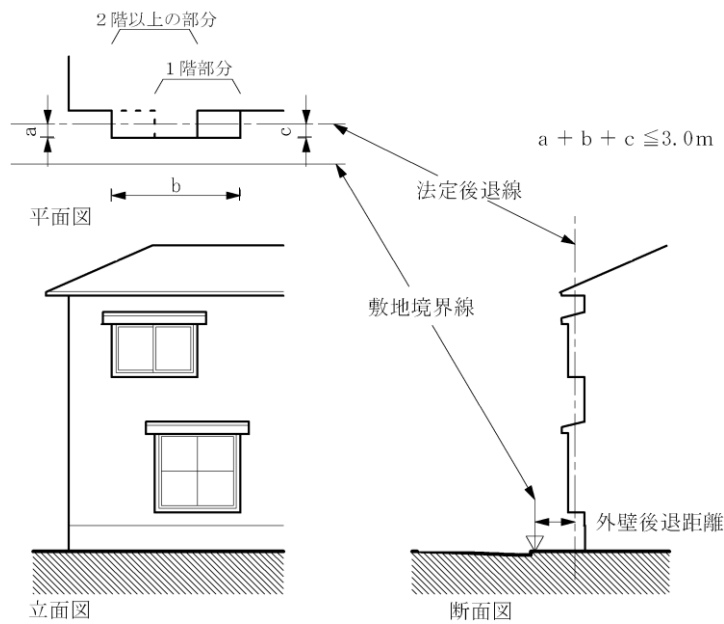 2階以上の部分
1階部分
a
c
a + b + c ≦3.0m
b
法定後退線
平面図
敷地境界線
外壁後退距離
立面図
断面図